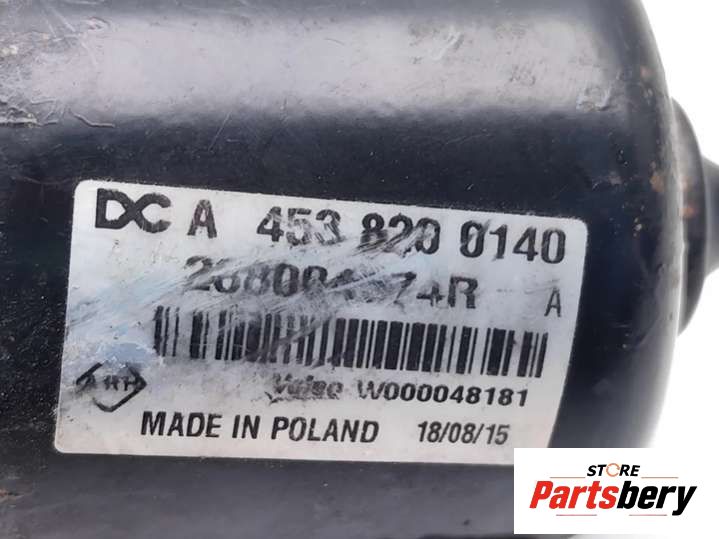 DC A 453 820 0140
A
Valeo W000048181
MADE IN POLAND 18/08/15
STORE
Partsbery